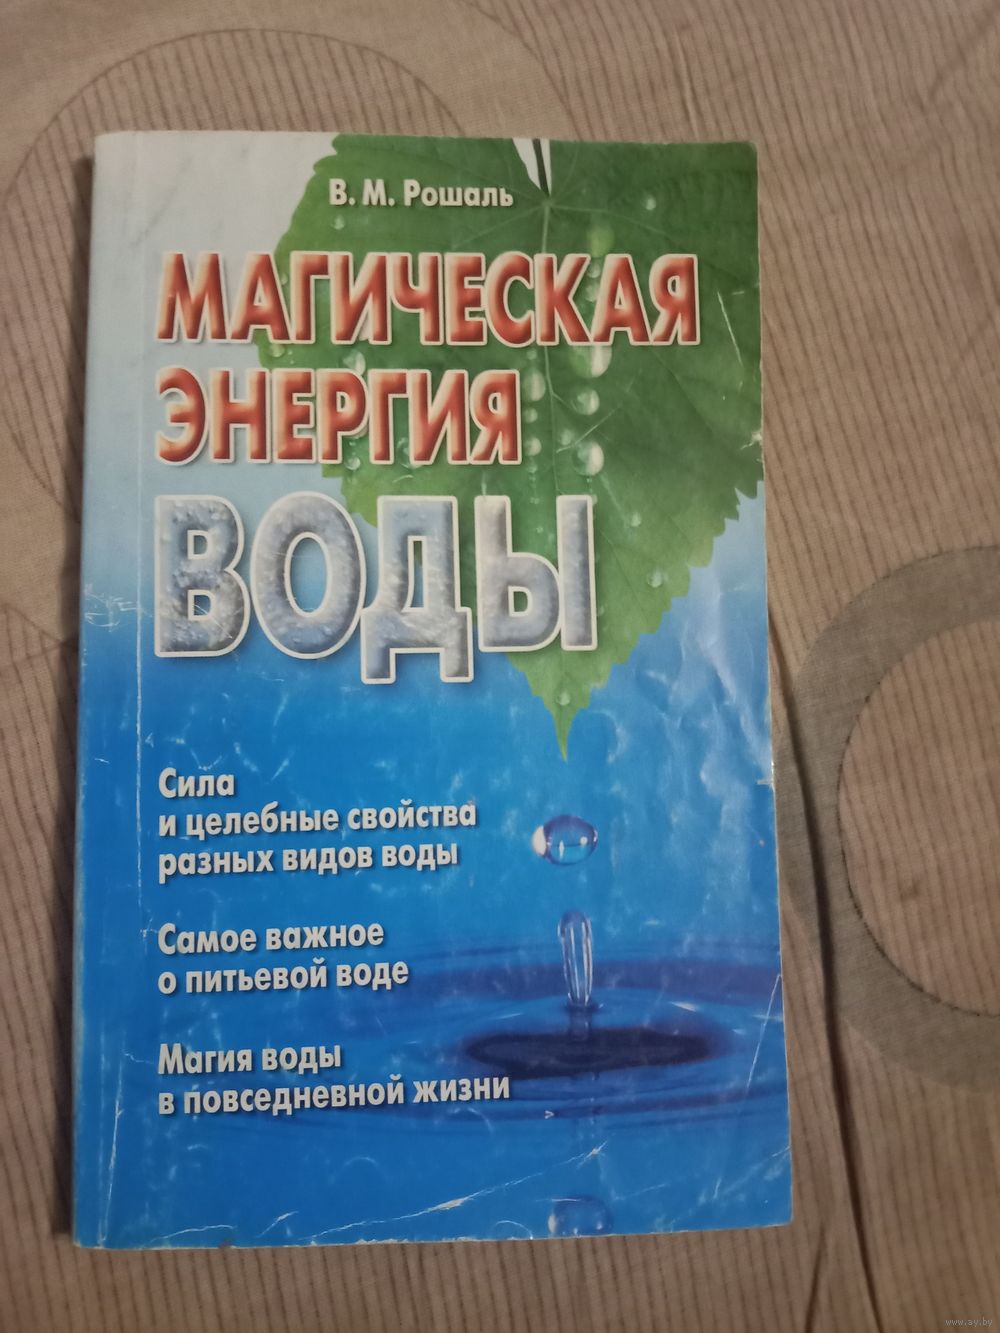 В. М. Рошаль
МАГИЧЕСКАЯ
ЭНЕРГИЯ
ВОДЫ
Сила
и целебные свойства
разных видов воды
Самое важное
о питьевой воде
Магия воды
в повседневной жизни
www.ay.by